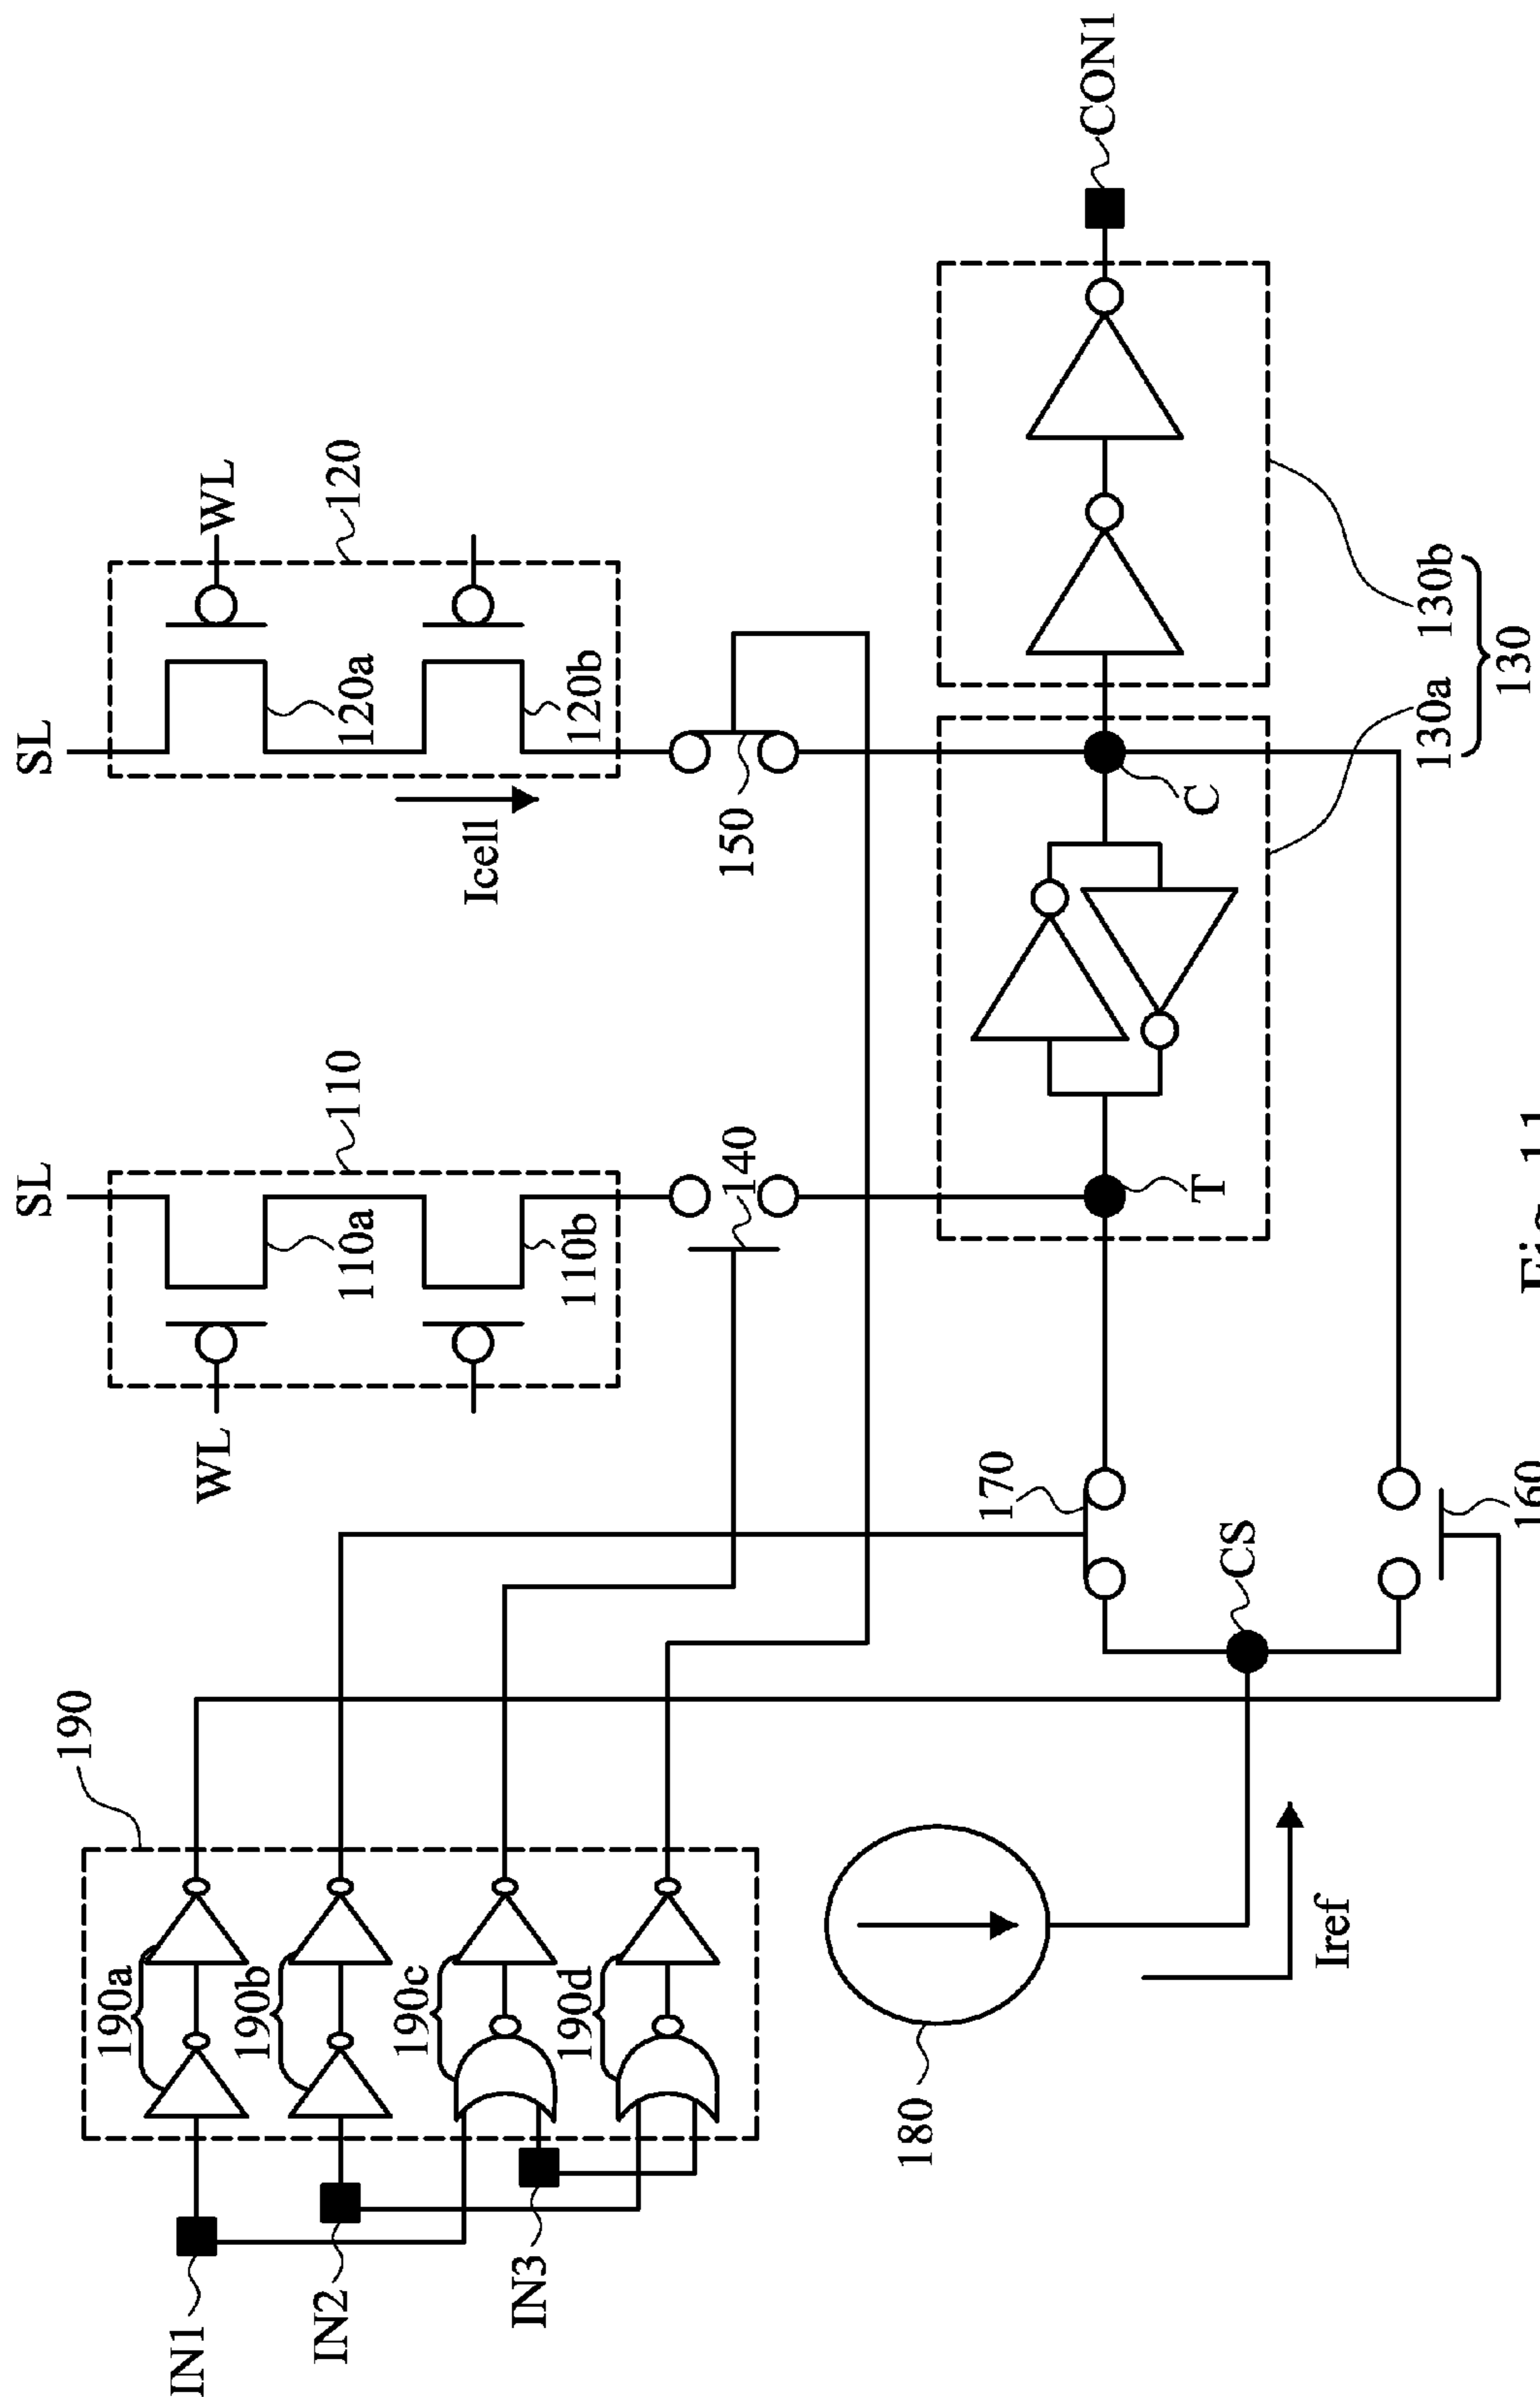 190
IN1
190a
IN2
190b
IN3
190c
190d
180
Iref
CS
170
160
SL
WL
110
110a
110b
140
SL
WL
120
120a
120b
Icell
150
T
C
130a
130b
130
CON1